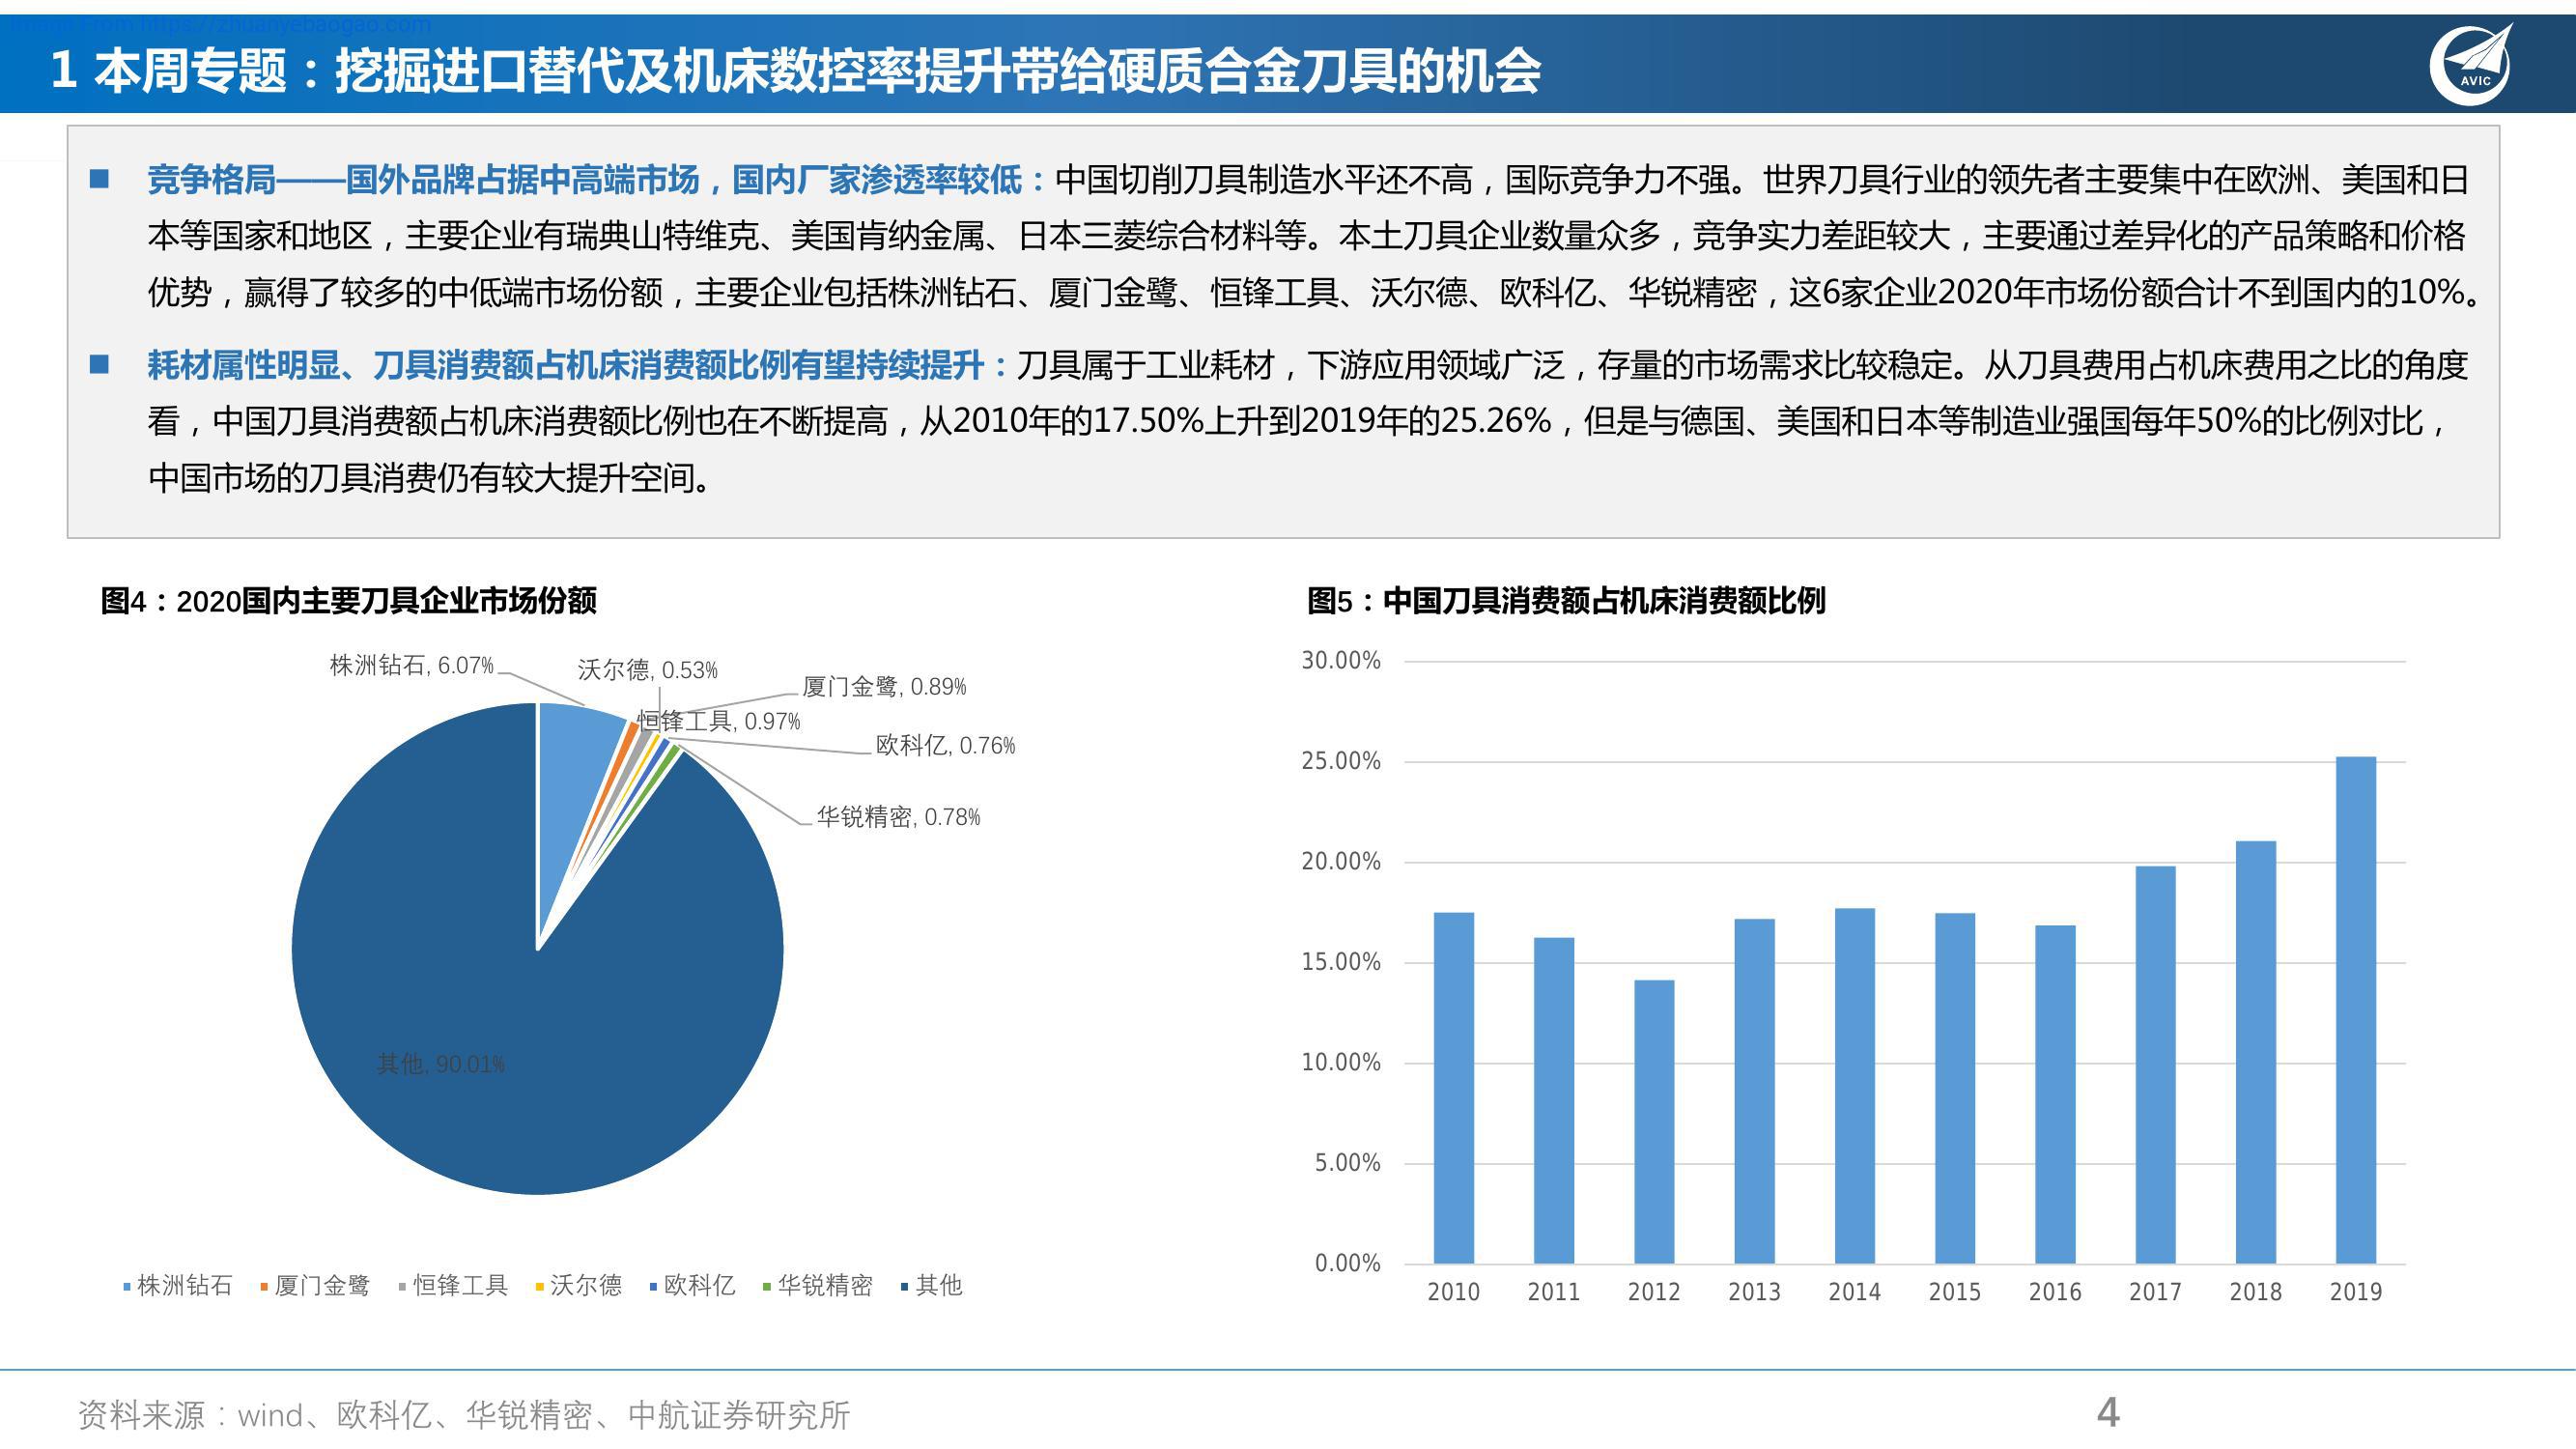 Image From https://zhuanyebaogao.com
1 本周专题：挖掘进口替代及机床数控率提升带给硬质合金刀具的机会
AVIC
■ 竞争格局——国外品牌占据中高端市场，国内厂家渗透率较低：中国切削刀具制造水平还不高，国际竞争力不强。世界刀具行业的领先者主要集中在欧洲、美国和日
本等国家和地区，主要企业有瑞典山特维克、美国肯纳金属、日本三菱综合材料等。本土刀具企业数量众多，竞争实力差距较大，主要通过差异化的产品策略和价格
优势，赢得了较多的中低端市场份额，主要企业包括株洲钻石、厦门金鹭、恒锋工具、沃尔德、欧科亿、华锐精密，这6家企业2020年市场份额合计不到国内的10%。
■ 耗材属性明显、刀具消费额占机床消费额比例有望持续提升：刀具属于工业耗材，下游应用领域广泛，存量的市场需求比较稳定。从刀具费用占机床费用之比的角度
看，中国刀具消费额占机床消费额比例也在不断提高，从2010年的17.50%上升到2019年的25.26%，但是与德国、美国和日本等制造业强国每年50%的比例对比，
中国市场的刀具消费仍有较大提升空间。
图4：2020国内主要刀具企业市场份额
株洲钻石, 6.07%
沃尔德, 0.53%
厦门金鹭, 0.89%
恒锋工具, 0.97%
欧科亿, 0.76%
华锐精密, 0.78%
其他, 90.01%
株洲钻石 厦门金鹭 恒锋工具 沃尔德 欧科亿 华锐精密 其他
图5：中国刀具消费额占机床消费额比例
30.00%
25.00%
20.00%
15.00%
10.00%
5.00%
0.00%
2010 2011 2012 2013 2014 2015 2016 2017 2018 2019
资料来源：wind、欧科亿、华锐精密、中航证券研究所
4